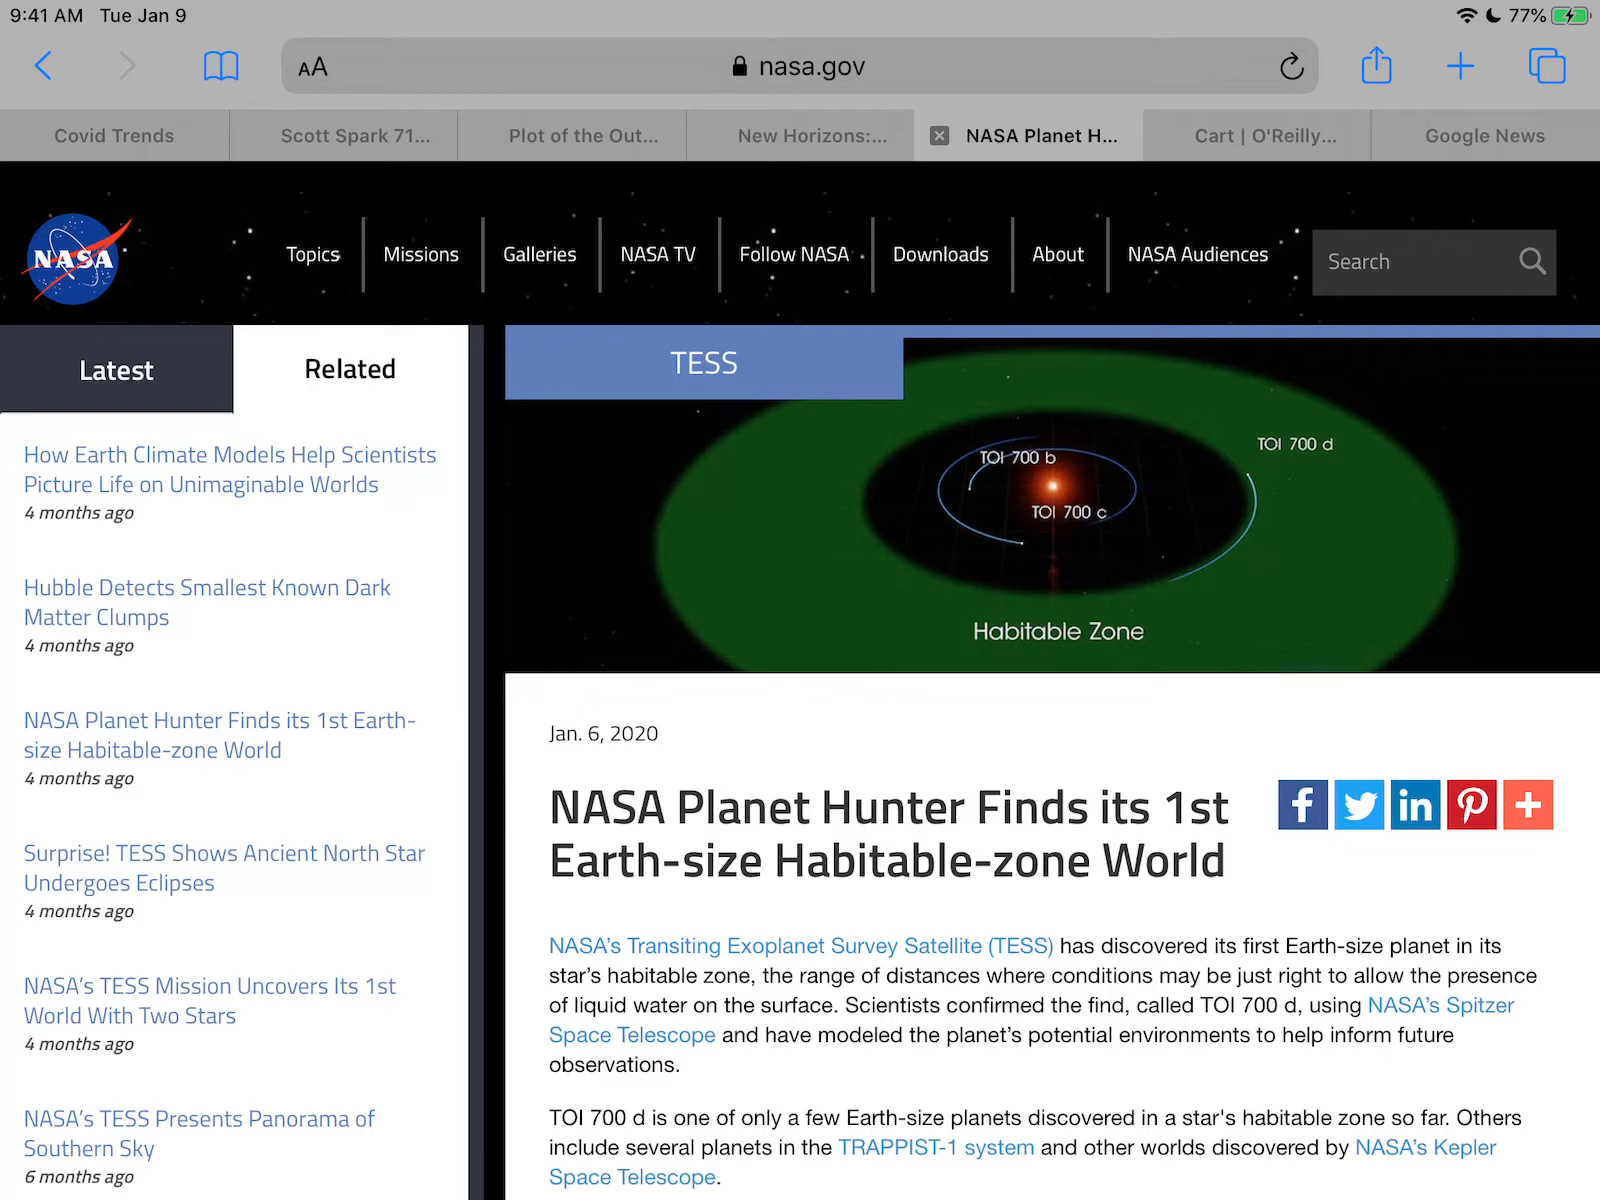 9:41 AM Tue Jan 9
77%
AA
nasa.gov
Covid Trends
Scott Spark 71...
Plot of the Out...
New Horizons:...
NASA Planet H...
Cart | O'Reilly...
Google News
NASA
Topics
Missions
Galleries
NASA TV
Follow NASA
Downloads
About
NASA Audiences
Search
Latest
Related
How Earth Climate Models Help Scientists
Picture Life on Unimaginable Worlds
4 months ago
Hubble Detects Smallest Known Dark
Matter Clumps
4 months ago
NASA Planet Hunter Finds its 1st Earth-
size Habitable-zone World
4 months ago
Surprise! TESS Shows Ancient North Star
Undergoes Eclipses
4 months ago
NASA’s TESS Mission Uncovers Its 1st
World With Two Stars
4 months ago
NASA’s TESS Presents Panorama of
Southern Sky
6 months ago
TESS
TOI 700 d
TOI 700 b
TOI 700 c
Habitable Zone
Jan. 6, 2020
NASA Planet Hunter Finds its 1st
Earth-size Habitable-zone World
NASA’s Transiting Exoplanet Survey Satellite (TESS) has discovered its first Earth-size planet in its
star’s habitable zone, the range of distances where conditions may be just right to allow the presence
of liquid water on the surface. Scientists confirmed the find, called TOI 700 d, using NASA’s Spitzer
Space Telescope and have modeled the planet’s potential environments to help inform future
observations.
TOI 700 d is one of only a few Earth-size planets discovered in a star's habitable zone so far. Others
include several planets in the TRAPPIST-1 system and other worlds discovered by NASA’s Kepler
Space Telescope.